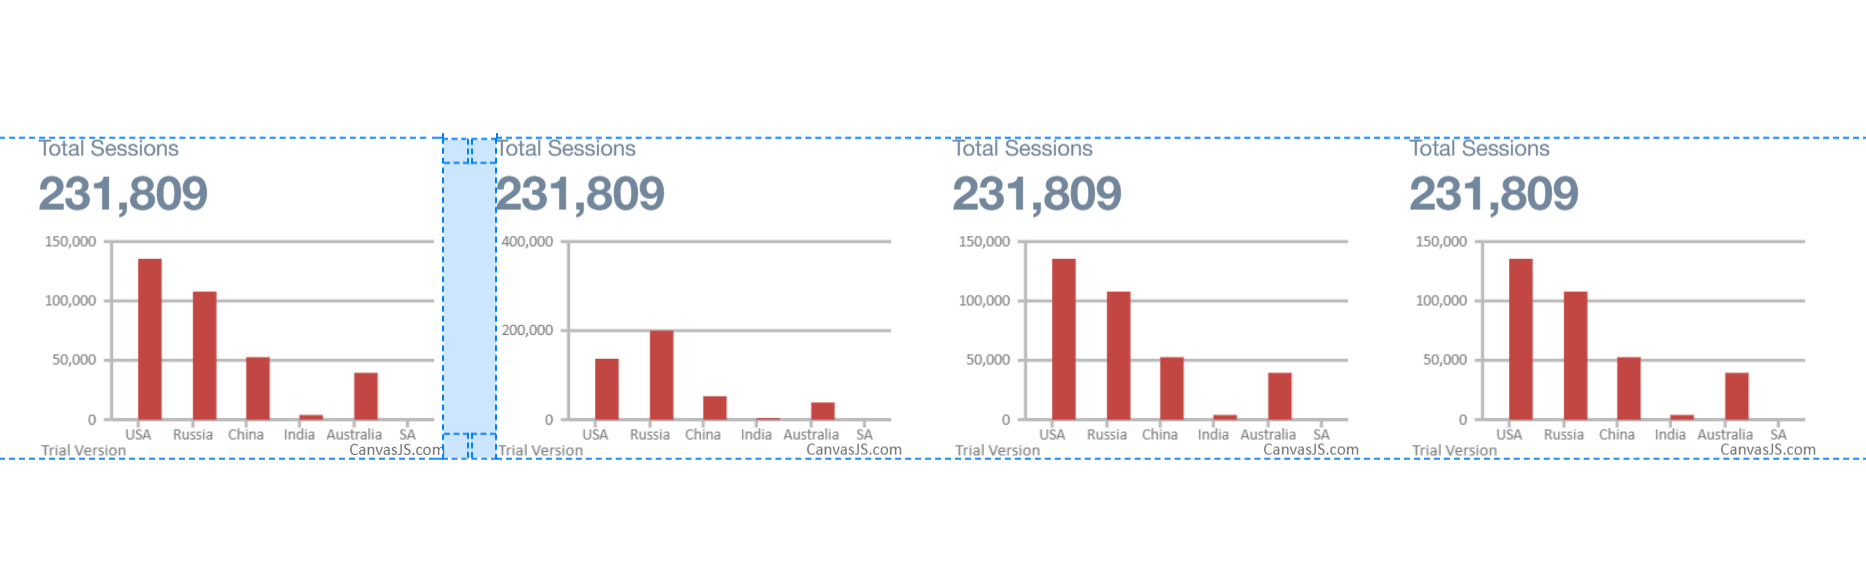 Total Sessions
231,809
150,000
100,000
50,000
0
USA Russia China India Australia SA
Trial Version CanvasJS.com
Total Sessions
231,809
400,000
200,000
0
USA Russia China India Australia SA
Trial Version CanvasJS.com
Total Sessions
231,809
150,000
100,000
50,000
0
USA Russia China India Australia SA
Trial Version CanvasJS.com
Total Sessions
231,809
150,000
100,000
50,000
0
USA Russia China India Australia SA
Trial Version CanvasJS.com